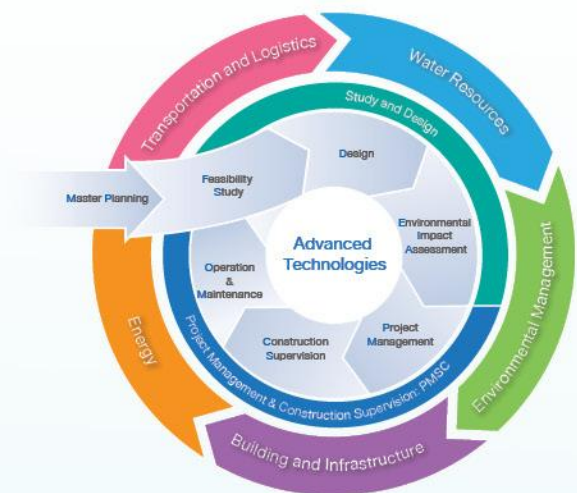 Transportation and Logistics
Water Resources
Study and Design
Design
Feasibility
Study
Master Planning
Environmental
Impact
Assessment
Advanced
Technologies
Operation
&
Maintenance
Project
Management
Construction
Supervision
Environmental Management
Energy
Project Management & Construction Supervision: PMSC
Building and Infrastructure